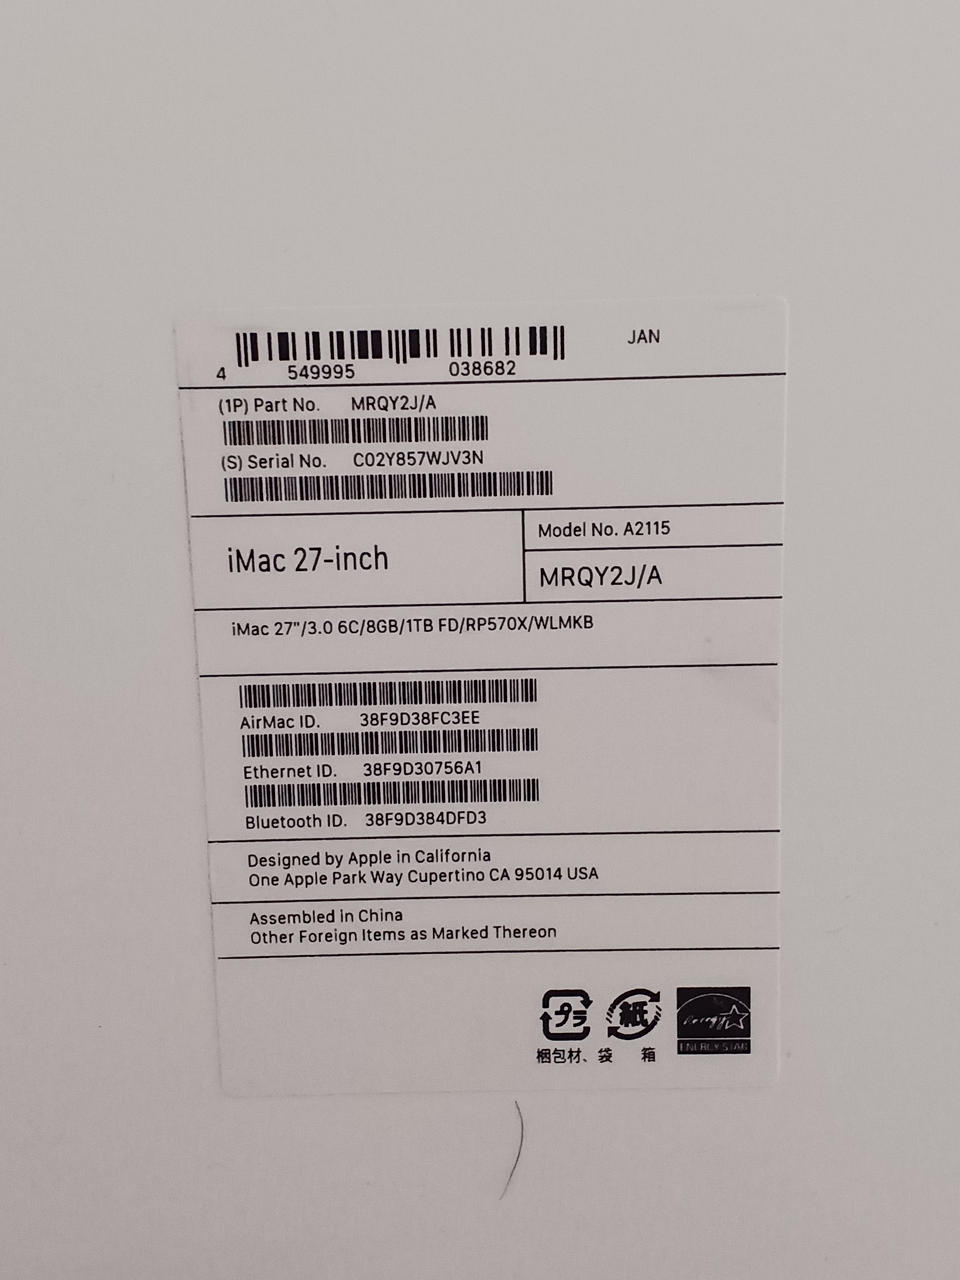 JAN
4 549995 038682
(1P) Part No. MRQY2J/A
(S) Serial No. C02Y857WJV3N
iMac 27-inch
Model No. A2115
MRQY2J/A
iMac 27"/3.0 6C/8GB/1TB FD/RP570X/WLMKB
AirMac ID. 38F9D38FC3EE
Ethernet ID. 38F9D30756A1
Bluetooth ID. 38F9D384DFD3
Designed by Apple in California
One Apple Park Way Cupertino CA 95014 USA
Assembled in China
Other Foreign Items as Marked Thereon
プラ
紙
energy
ENERGY STAR
梱包材、袋 箱